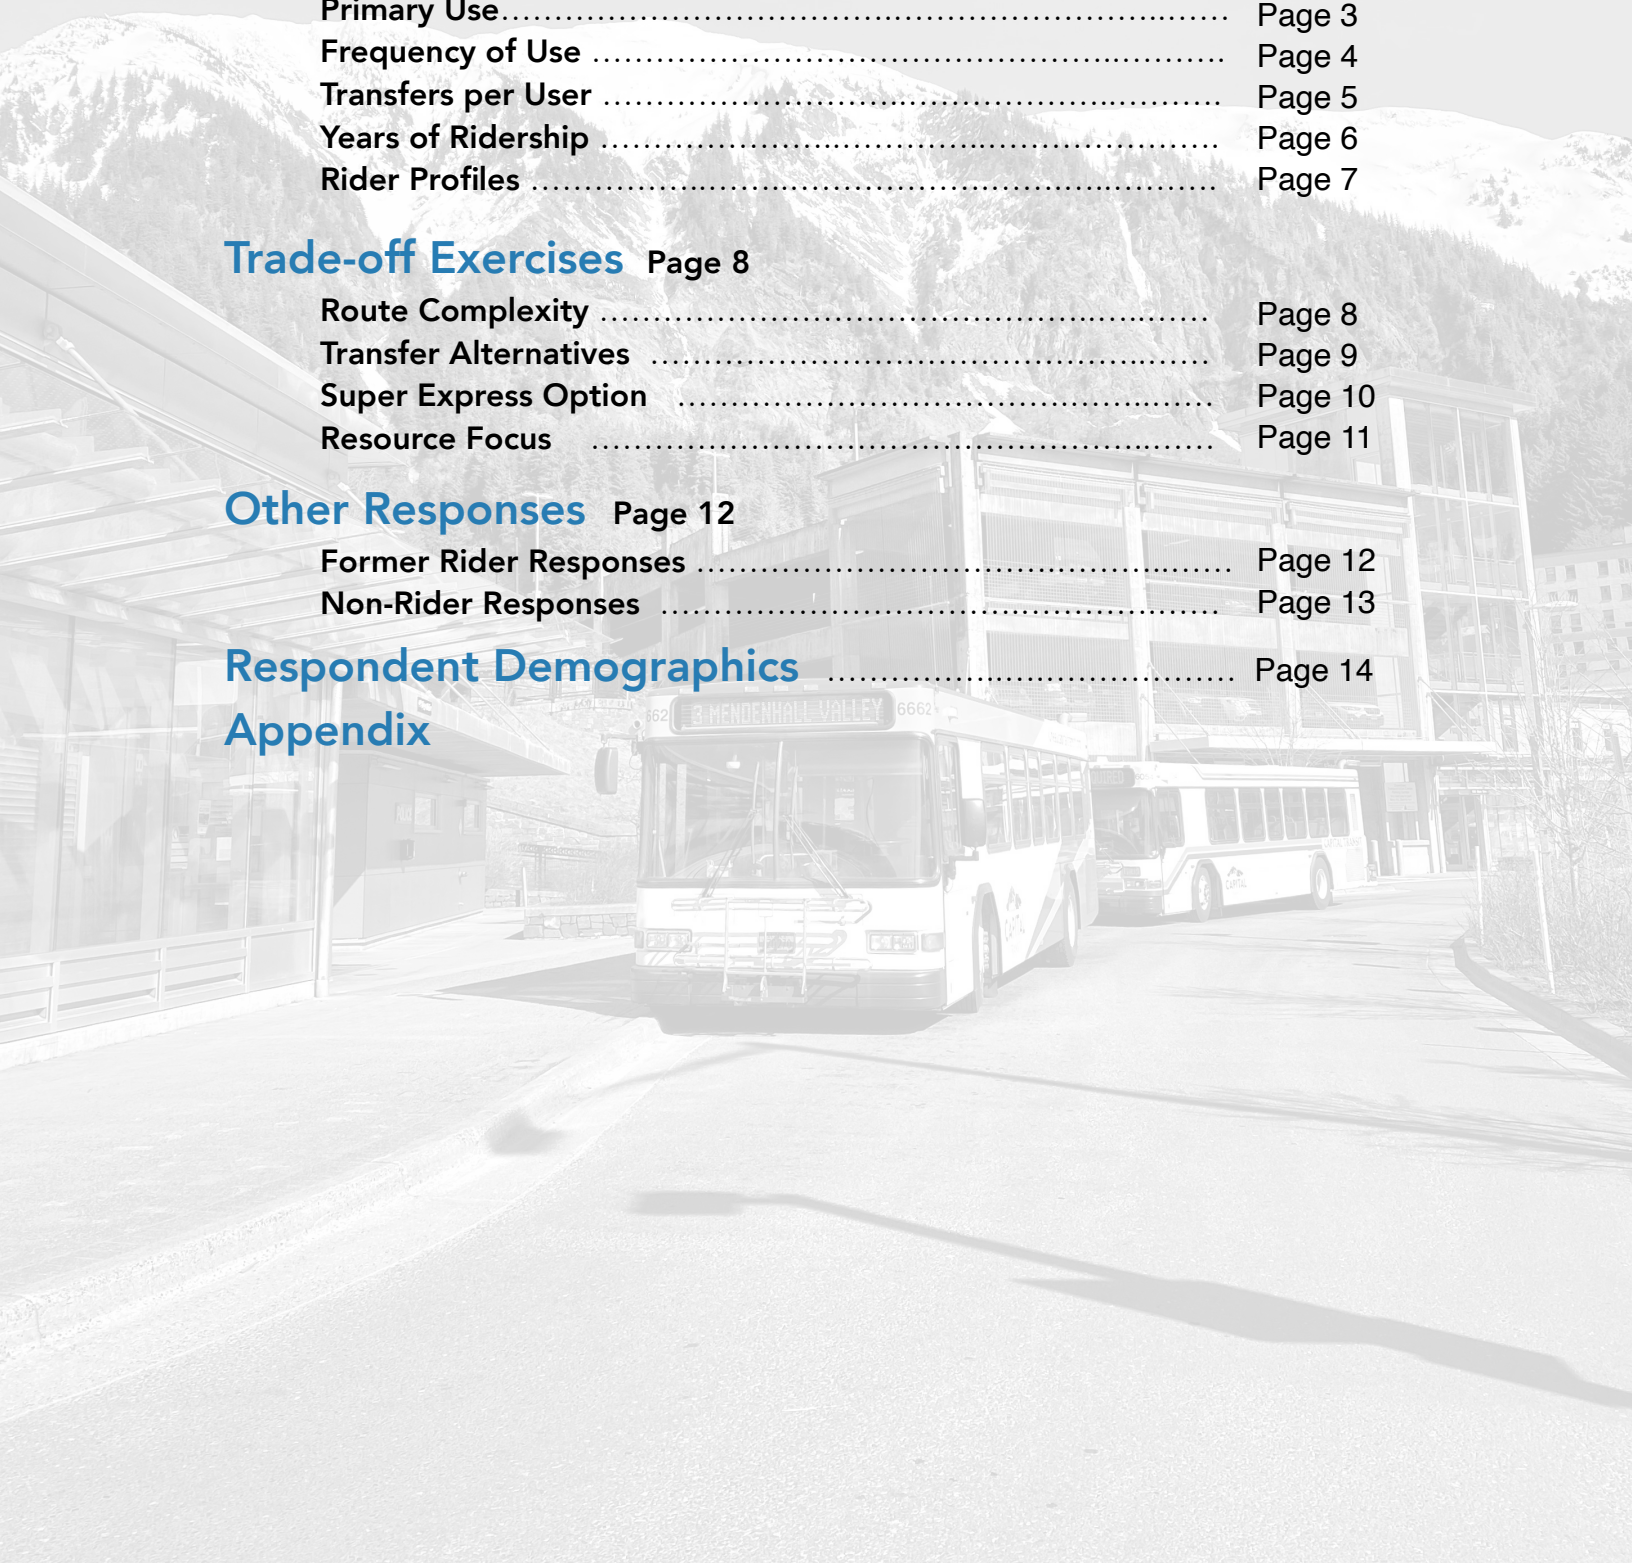 Primary Use........................................................................ Page 3
Frequency of Use ............................................................... Page 4
Transfers per User .............................................................. Page 5
Years of Ridership .............................................................. Page 6
Rider Profiles .................................................................... Page 7
Trade-off Exercises Page 8
Route Complexity ............................................................. Page 8
Transfer Alternatives ........................................................ Page 9
Super Express Option ...................................................... Page 10
Resource Focus .............................................................. Page 11
Other Responses Page 12
Former Rider Responses ..................................................... Page 12
Non-Rider Responses ........................................................ Page 13
Respondent Demographics ......................................... Page 14
Appendix
3 MENDENHALL VALLEY
6662
CAPITAL
CAPITAL